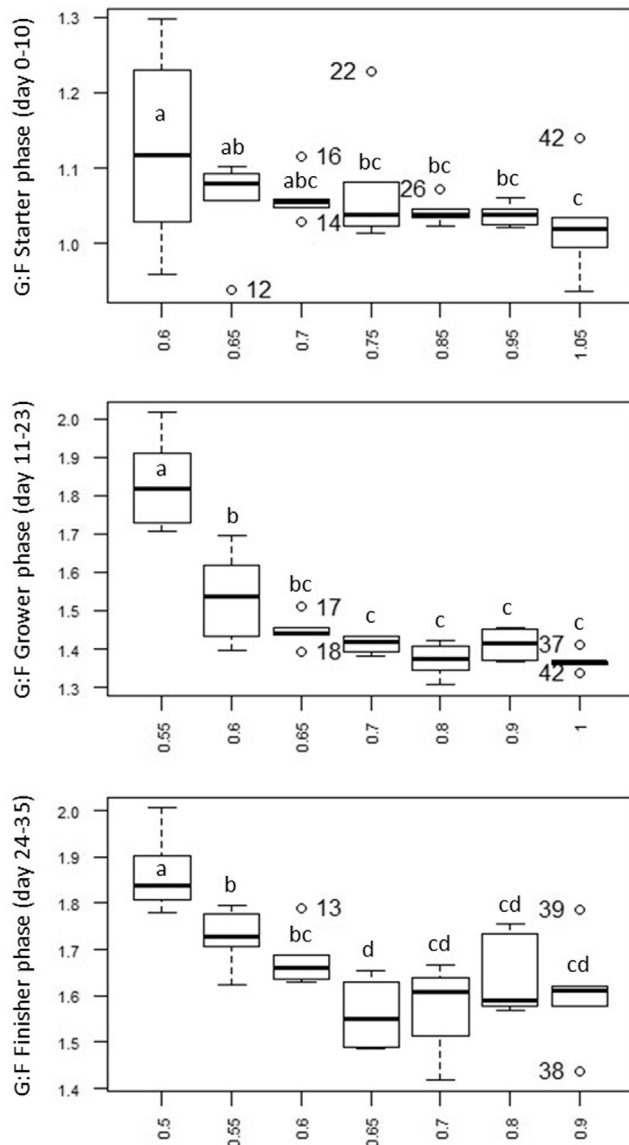 G:F Starter phase (day 0-10)
1.3
1.2
1.1
1.0
a
ab
abc
bc
bc
bc
c
12
16
14
22
26
42
0.6
0.65
0.7
0.75
0.85
0.95
1.05
G:F Grower phase (day 11-23)
2.0
1.9
1.8
1.7
1.6
1.5
1.4
1.3
a
b
bc
c
c
c
c
17
18
37
42
0.55
0.6
0.65
0.7
0.8
0.9
1
G:F Finisher phase (day 24-35)
2.0
1.9
1.8
1.7
1.6
1.5
1.4
a
b
bc
d
cd
cd
cd
13
39
38
0.5
0.55
0.6
0.65
0.7
0.8
0.9